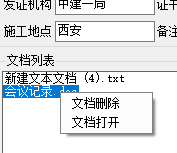 发证机构 中建一局 证书
施工地点 西安 备注
文档列表
新建文本文档 (4).txt
会议记录.
文档删除
文档打开